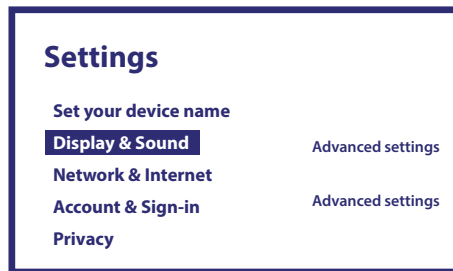 Settings
Set your device name
Display & Sound
Advanced settings
Network & Internet
Account & Sign-in
Advanced settings
Privacy